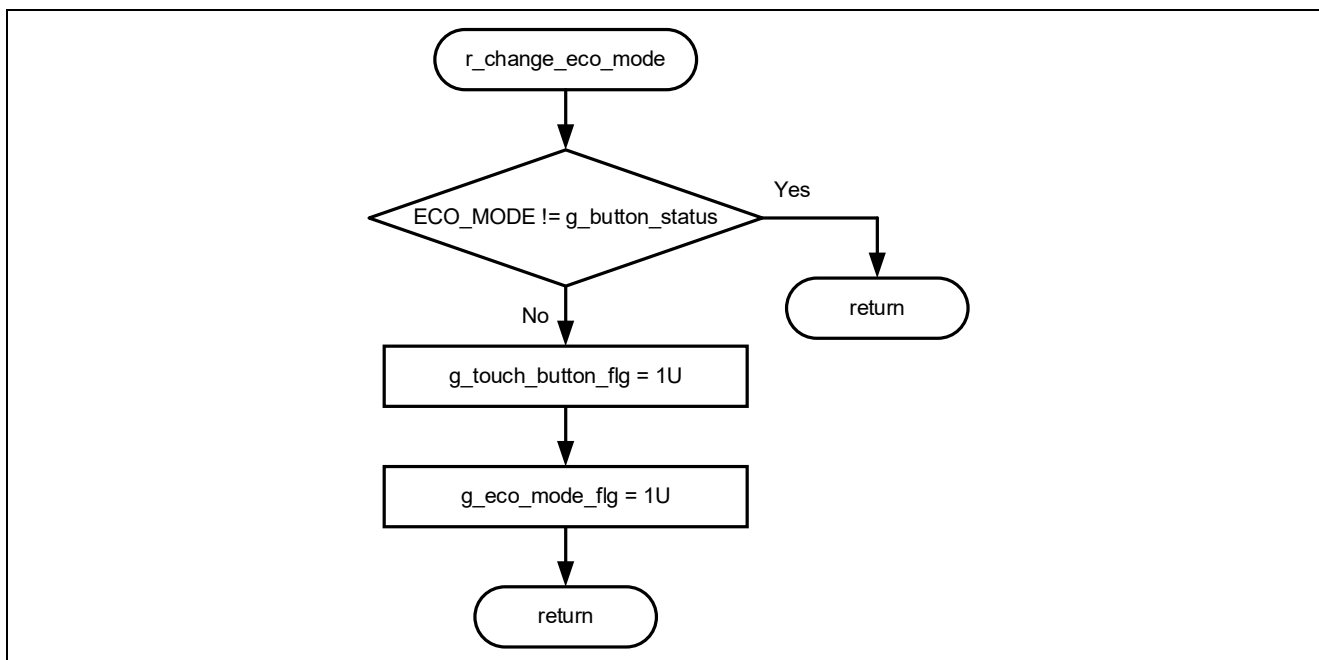 r_change_eco_mode
ECO_MODE != g_button_status
Yes
return
No
g_touch_button_flg = 1U
g_eco_mode_flg = 1U
return